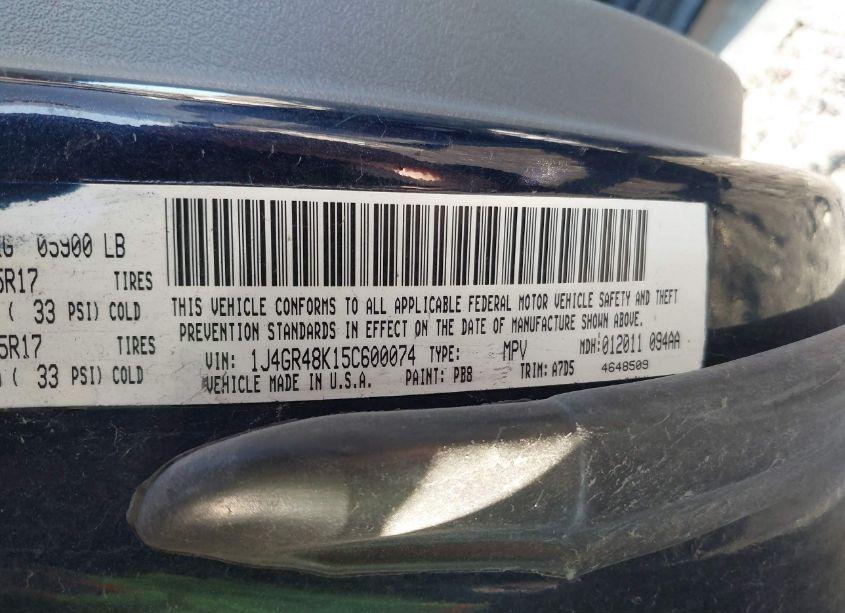 G 05900 LB
5R17 TIRES
( 33 PSI) COLD
5R17 TIRES
( 33 PSI) COLD
THIS VEHICLE CONFORMS TO ALL APPLICABLE FEDERAL MOTOR VEHICLE SAFETY AND THEFT
PREVENTION STANDARDS IN EFFECT ON THE DATE OF MANUFACTURE SHOWN ABOVE.
VIN: 1J4GR48K15C600074 TYPE: MPV MDH: 012011 094AA
VEHICLE MADE IN U.S.A. PAINT: PB8 TRIM: A7D5 4648509